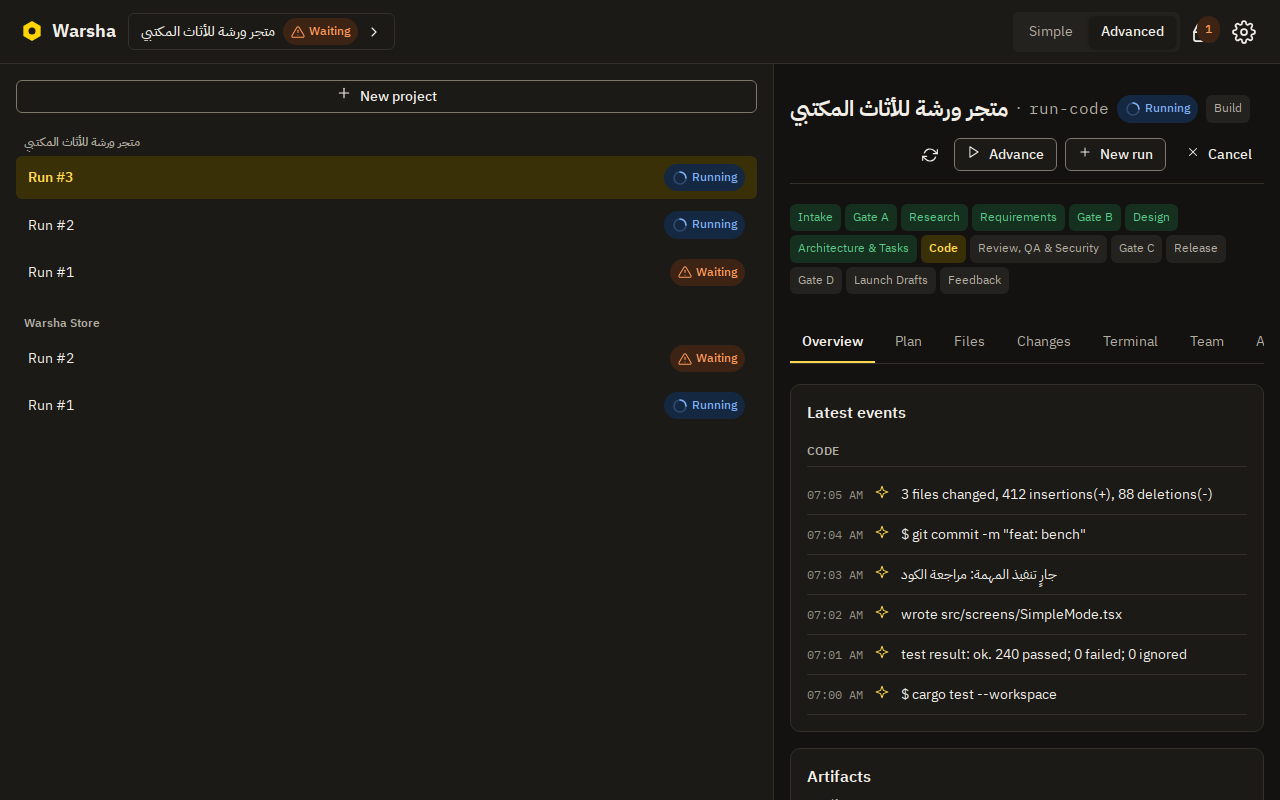 Warsha
متجر ورشة للأثاث المكتبي
Waiting
Simple
Advanced
1
New project
متجر ورشة للأثاث المكتبي
Run #3
Running
Run #2
Running
Run #1
Waiting
Warsha Store
Run #2
Waiting
Run #1
Running
متجر ورشة للأثاث المكتبي · run-code
Running
Build
Advance
New run
Cancel
Intake
Gate A
Research
Requirements
Gate B
Design
Architecture & Tasks
Code
Review, QA & Security
Gate C
Release
Gate D
Launch Drafts
Feedback
Overview
Plan
Files
Changes
Terminal
Team
A
Latest events
CODE
07:05 AM 3 files changed, 412 insertions(+), 88 deletions(-)
07:04 AM $ git commit -m "feat: bench"
07:03 AM جارٍ تنفيذ المهمة: مراجعة الكود
07:02 AM wrote src/screens/SimpleMode.tsx
07:01 AM test result: ok. 240 passed; 0 failed; 0 ignored
07:00 AM $ cargo test --workspace
Artifacts